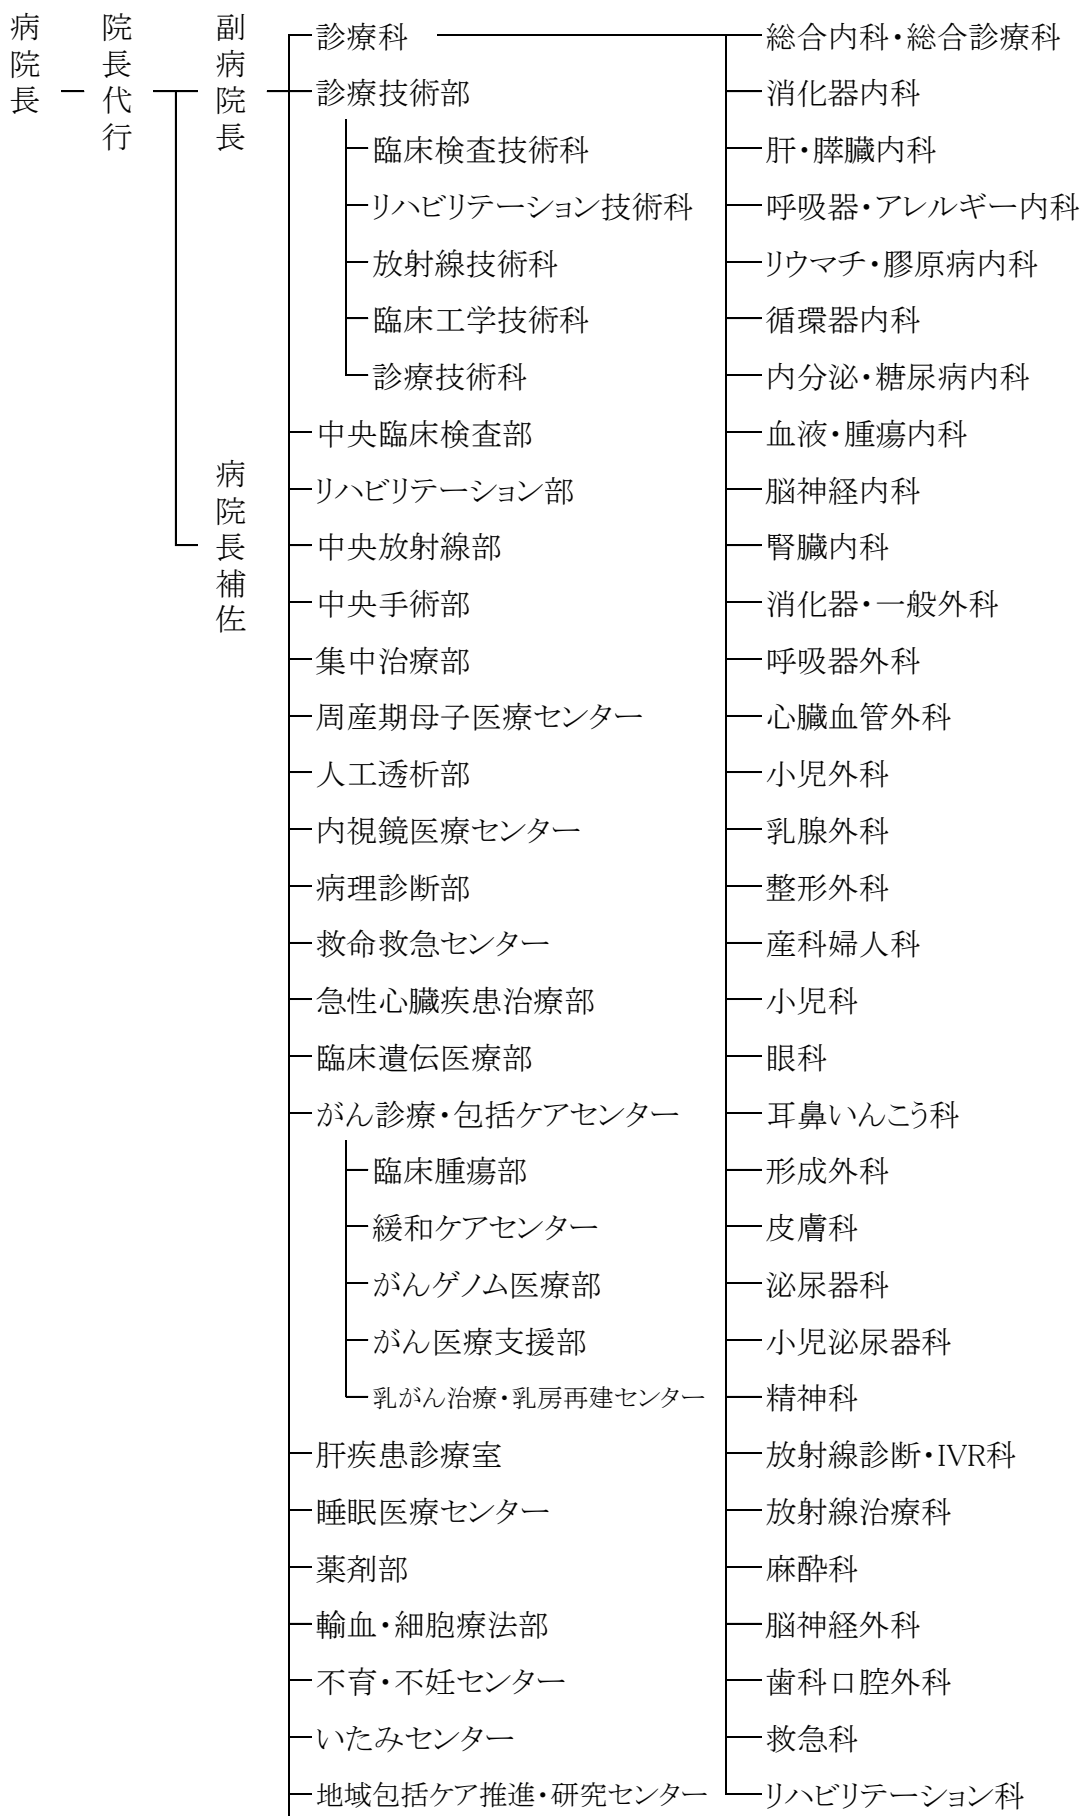 病院長
院長代行
副病院長
病院長補佐
診療科
診療技術部
臨床検査技術科
リハビリテーション技術科
放射線技術科
臨床工学技術科
診療技術科
中央臨床検査部
リハビリテーション部
中央放射線部
中央手術部
集中治療部
周産期母子医療センター
人工透析部
内視鏡医療センター
病理診断部
救命救急センター
急性心臓疾患治療部
臨床遺伝医療部
がん診療・包括ケアセンター
臨床腫瘍部
緩和ケアセンター
がんゲノム医療部
がん医療支援部
乳がん治療・乳房再建センター
肝疾患診療室
睡眠医療センター
薬剤部
輸血・細胞療法部
不育・不妊センター
いたみセンター
地域包括ケア推進・研究センター
総合内科・総合診療科
消化器内科
肝・膵臓内科
呼吸器・アレルギー内科
リウマチ・膠原病内科
循環器内科
内分泌・糖尿病内科
血液・腫瘍内科
脳神経内科
腎臓内科
消化器・一般外科
呼吸器外科
心臓血管外科
小児外科
乳腺外科
整形外科
産科婦人科
小児科
眼科
耳鼻いんこう科
形成外科
皮膚科
泌尿器科
小児泌尿器科
精神科
放射線診断・IVR科
放射線治療科
麻酔科
脳神経外科
歯科口腔外科
救急科
リハビリテーション科